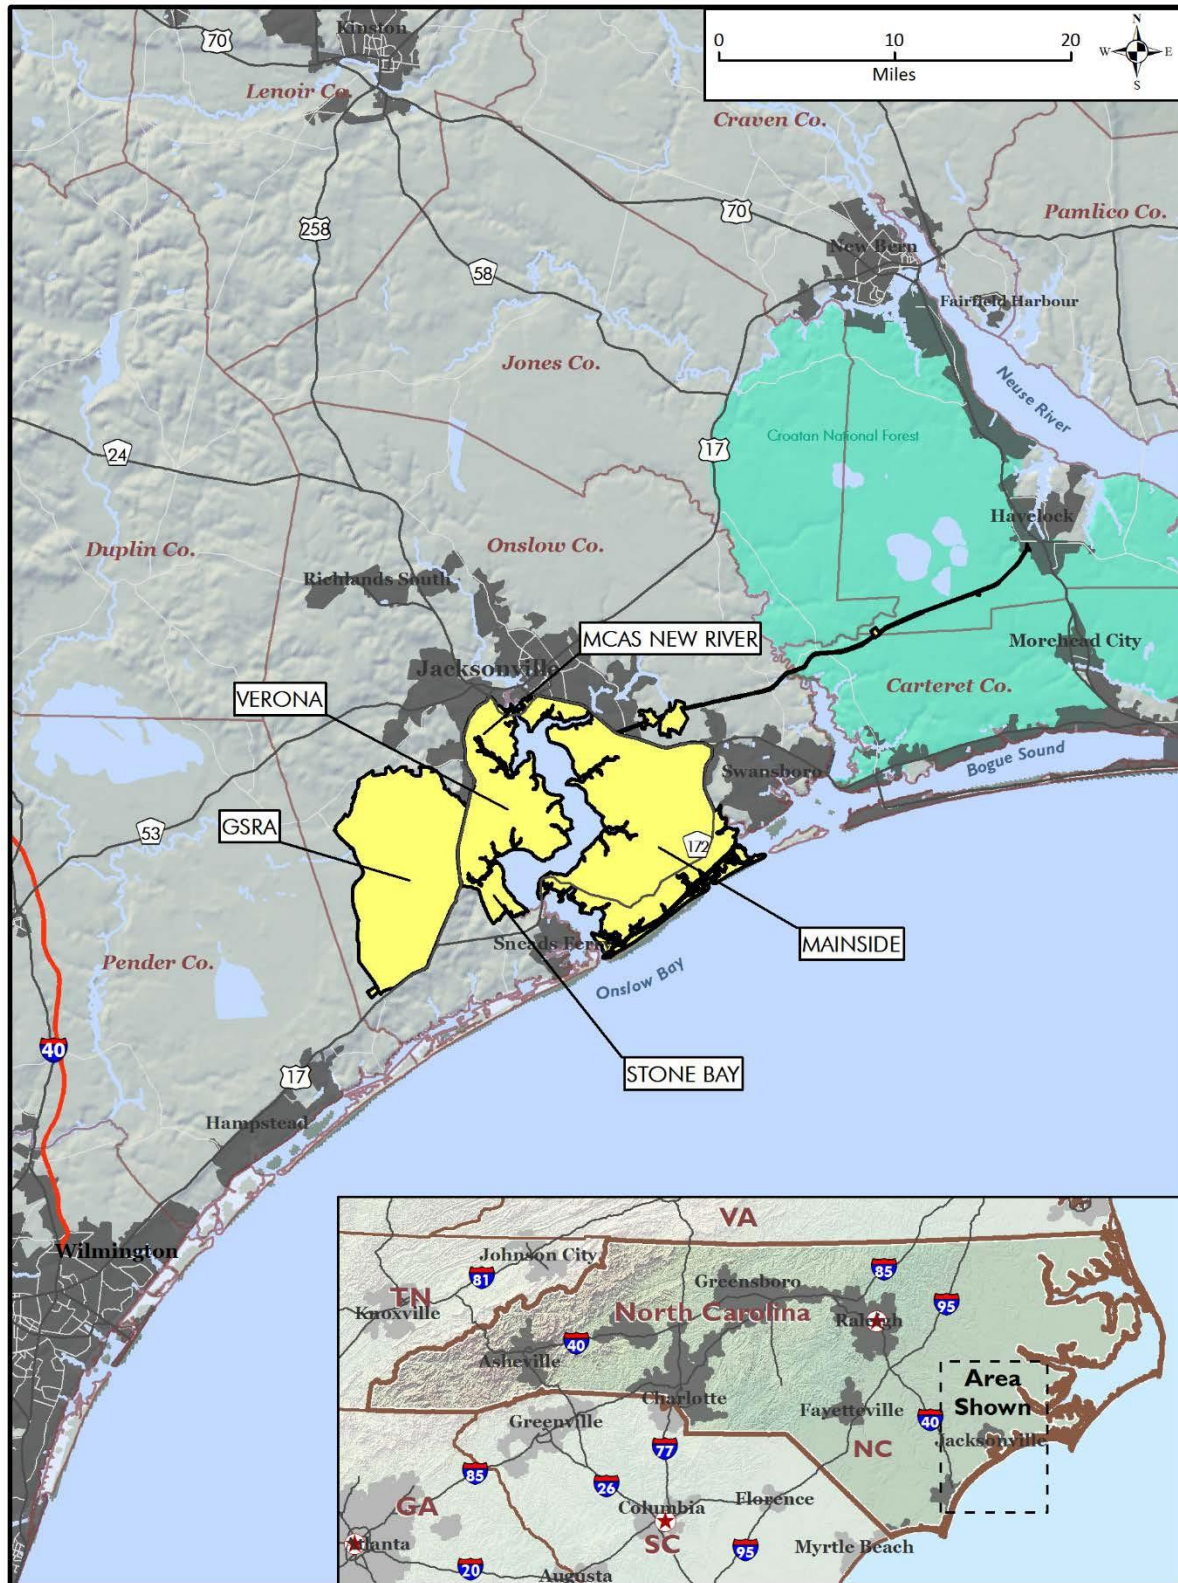 Kinston
0
10
20
Miles
N
W
E
S
70
Lenoir Co.
Craven Co.
70
Pamlico Co.
258
New Bern
58
Fairfield Harbour
Jones Co.
Neuse River
17
Croatan National Forest
24
Havelock
Duplin Co.
Onslow Co.
Richlands South
MCAS NEW RIVER
Morehead City
Jacksonville
VERONA
Carteret Co.
Bogue Sound
Swansboro
GSRA
53
172
MAINSIDE
Sneads Ferry
Pender Co.
Onslow Bay
40
STONE BAY
17
Hampstead
Wilmington
VA
Johnson City
81
85
Greensboro
TN
95
Knoxville
North Carolina
Raleigh
40
Asheville
Area
Shown
Charlotte
Greenville
Fayetteville
40
Jacksonville
77
NC
85
26
GA
Columbia
Florence
Atlanta
SC
95
Myrtle Beach
20
Augusta